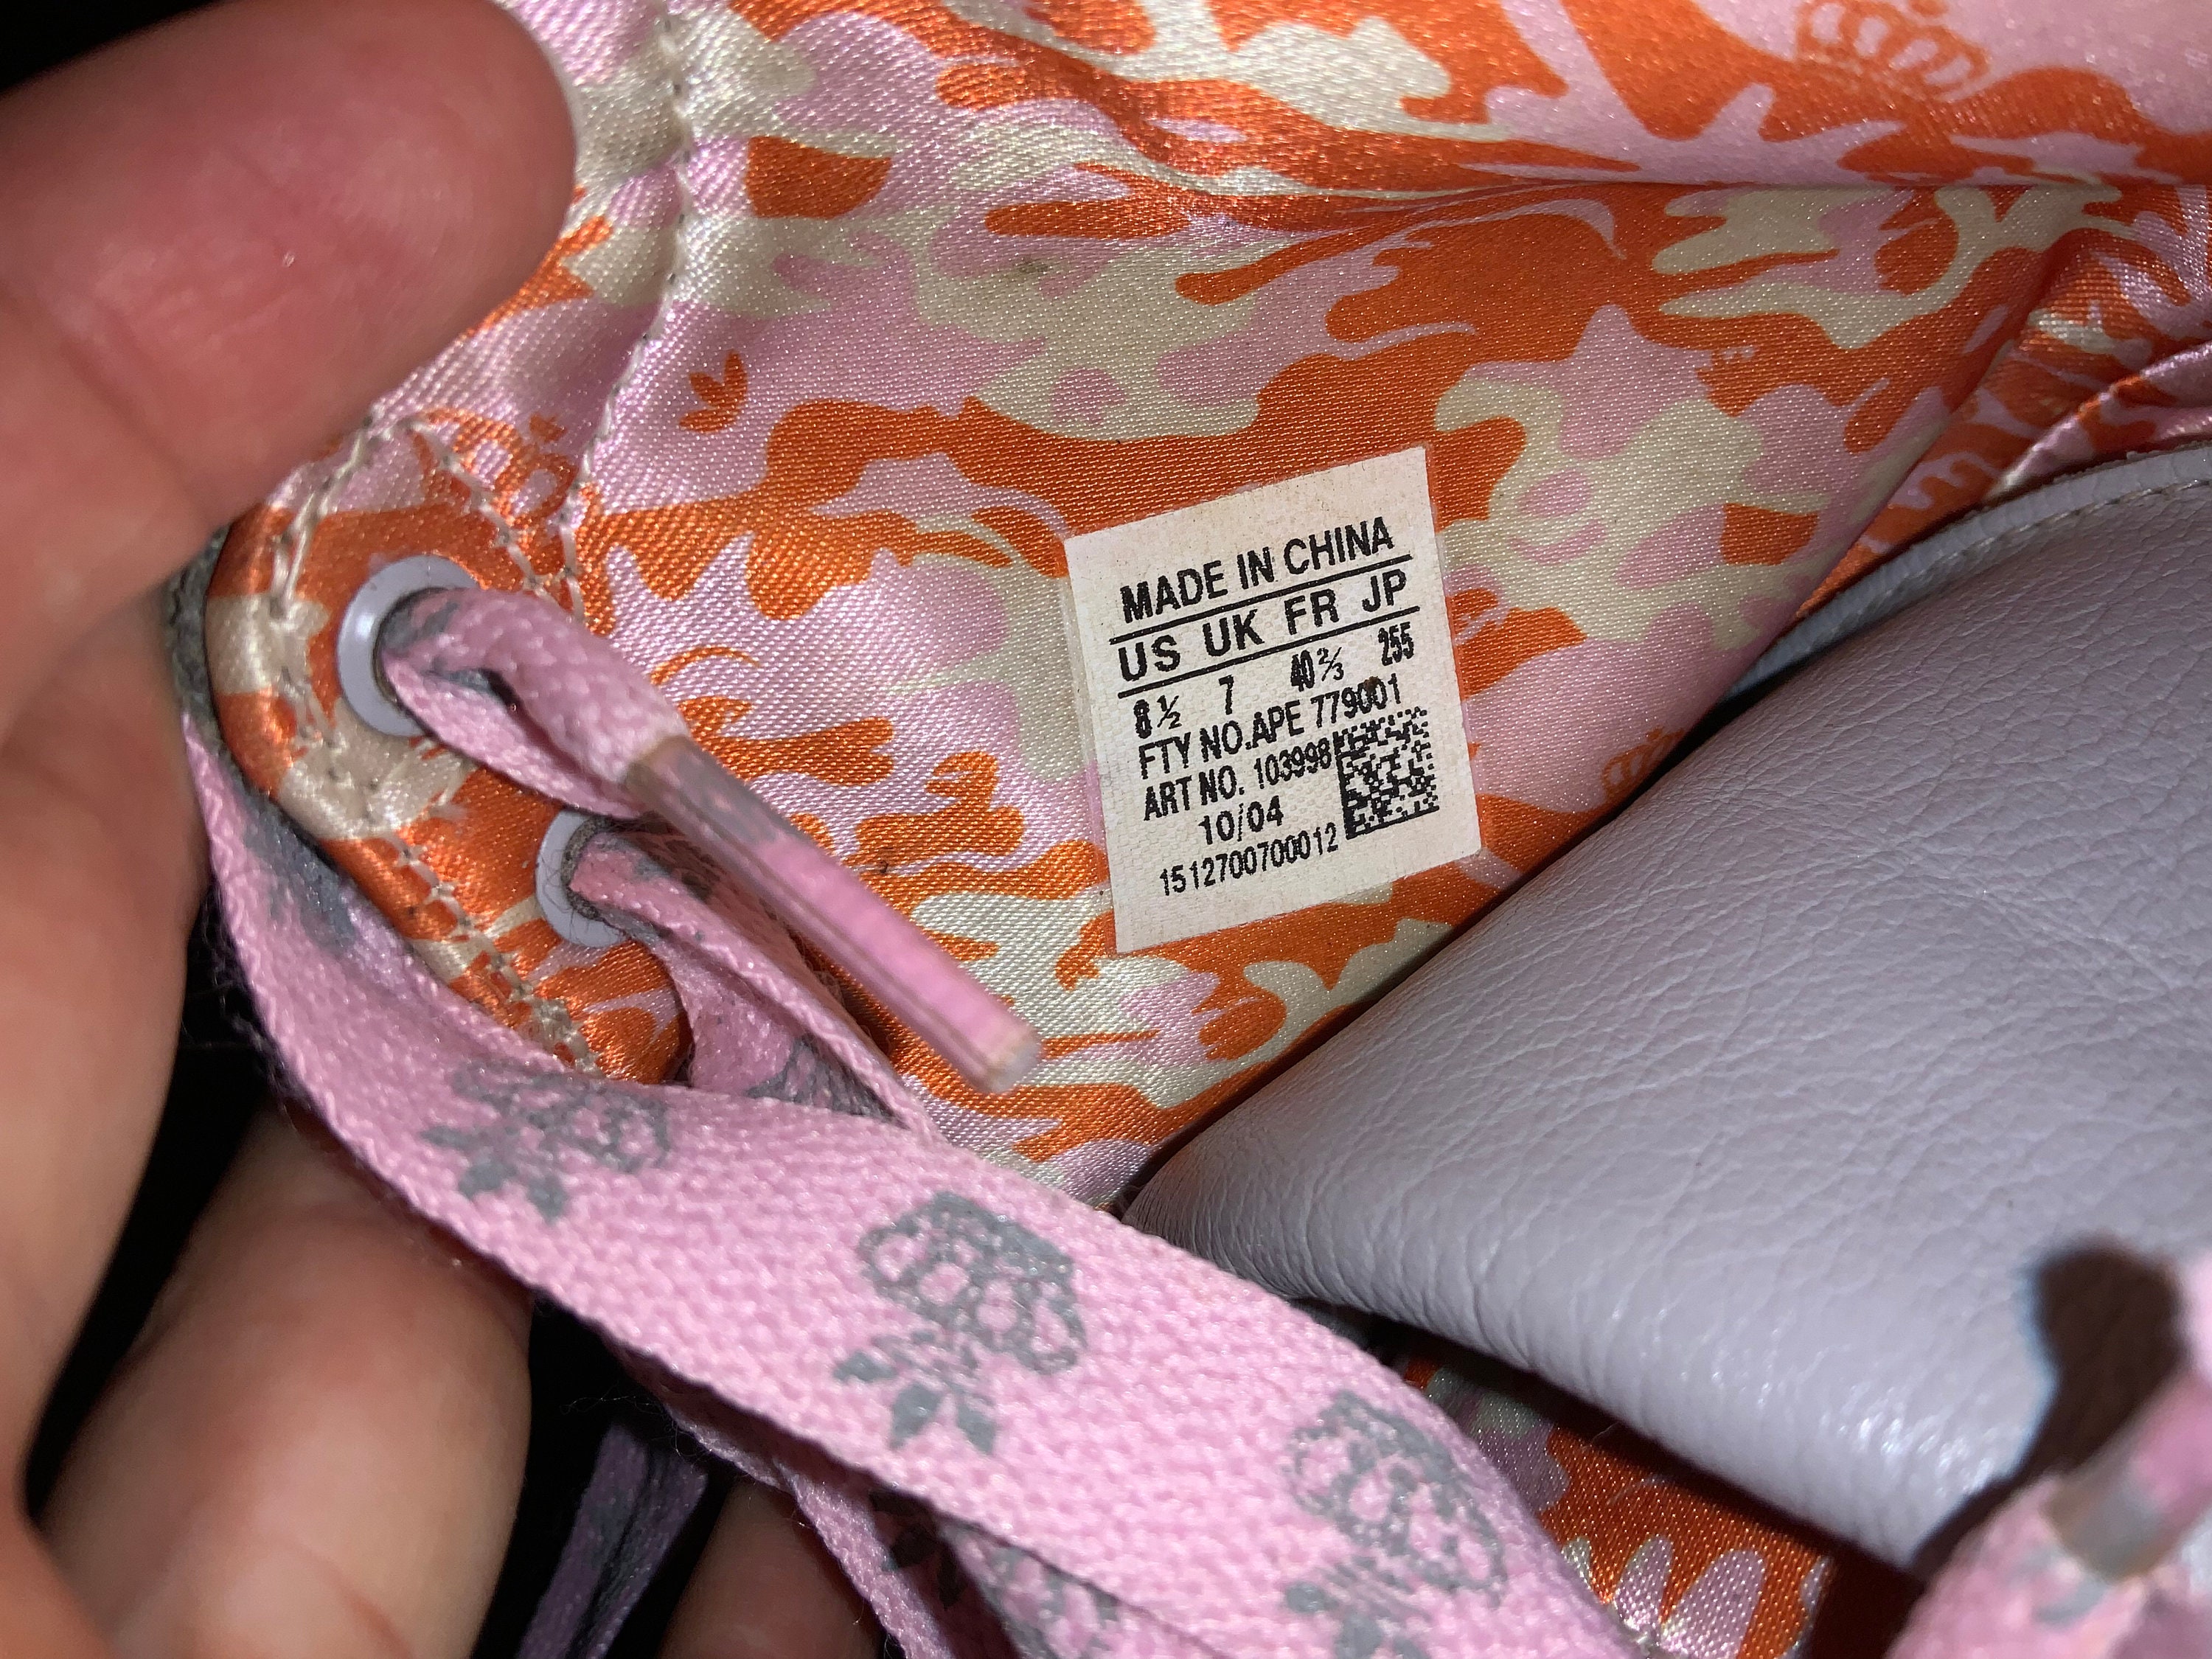 MADE IN CHINA
US UK FR JP
8½ 7 40⅔ 255
FTY NO.APE 779001
ART NO. 103998
10/04
1512700700012